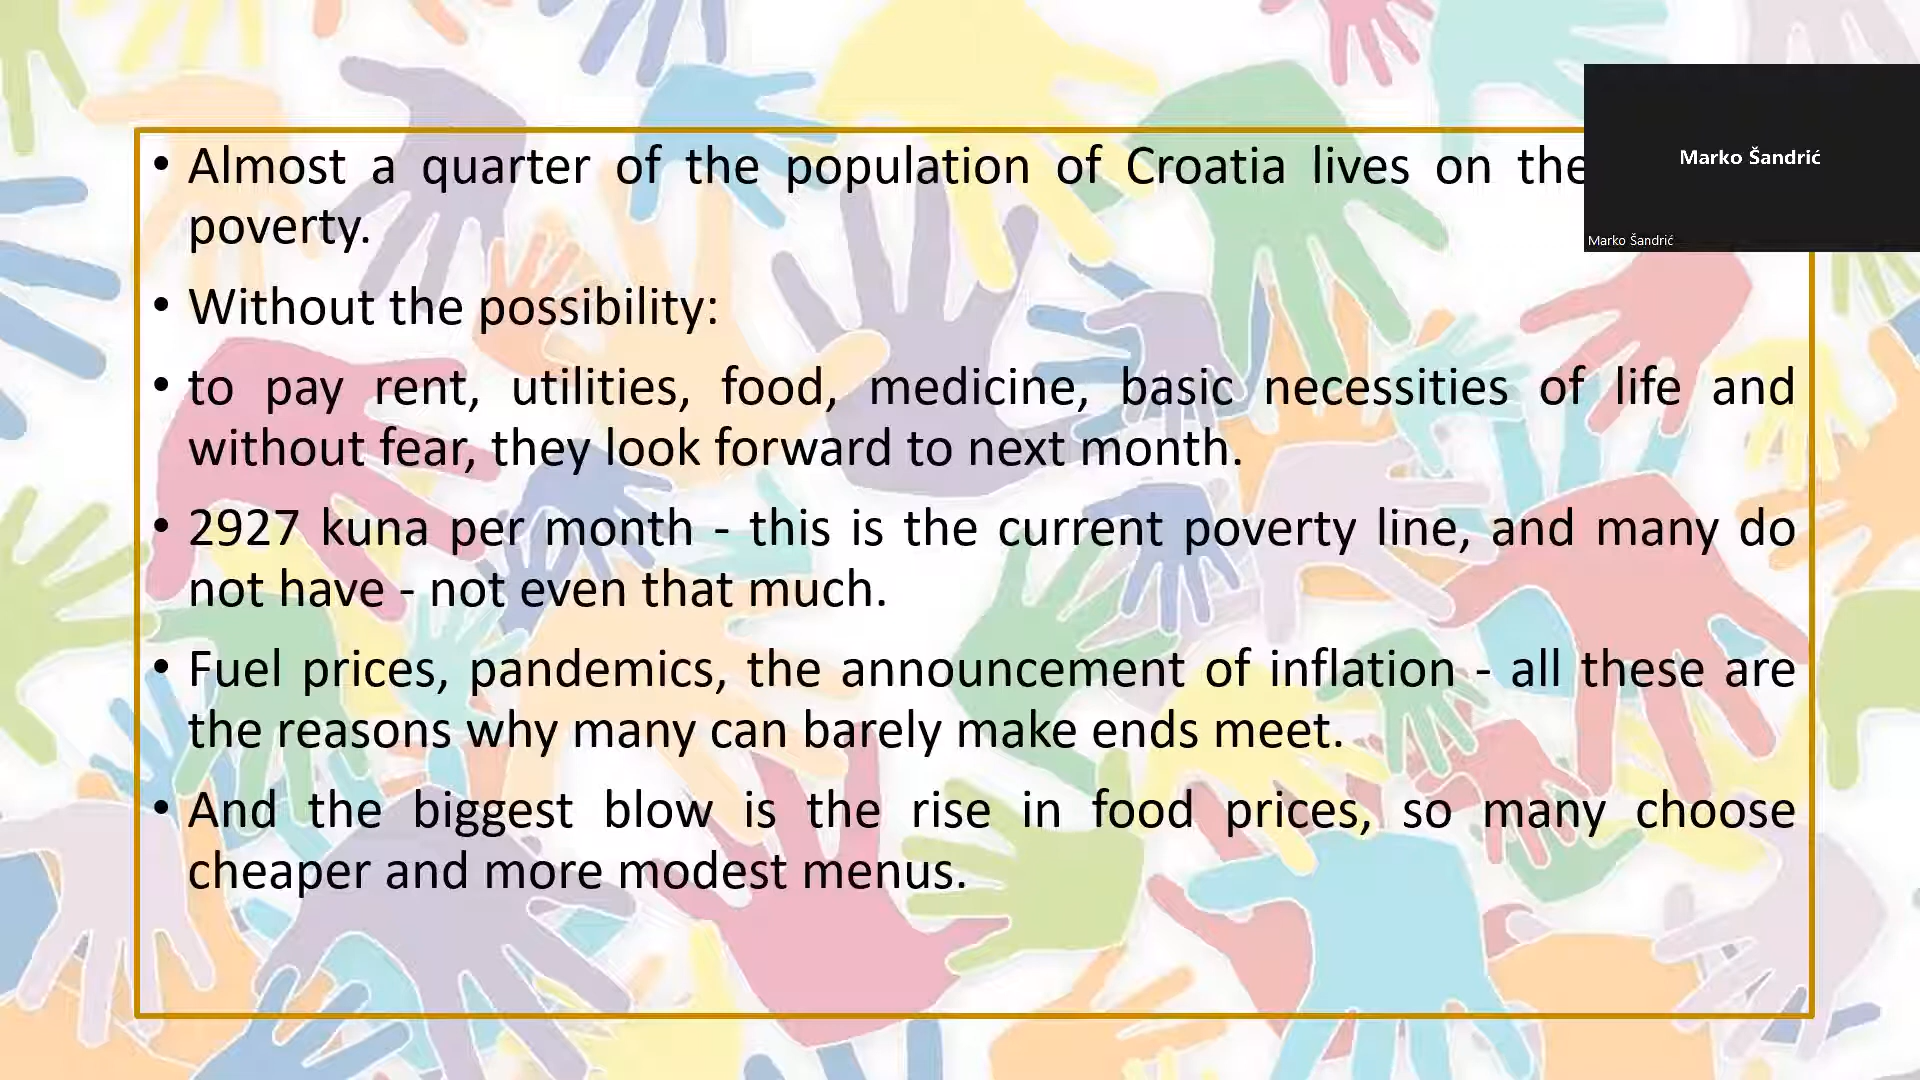 • Almost a quarter of the population of Croatia lives on the
poverty.
• Without the possibility:
• to pay rent, utilities, food, medicine, basic necessities of life and
without fear, they look forward to next month.
• 2927 kuna per month - this is the current poverty line, and many do
not have - not even that much.
• Fuel prices, pandemics, the announcement of inflation - all these are
the reasons why many can barely make ends meet.
• And the biggest blow is the rise in food prices, so many choose
cheaper and more modest menus.
Marko Šandrić
Marko Šandrić